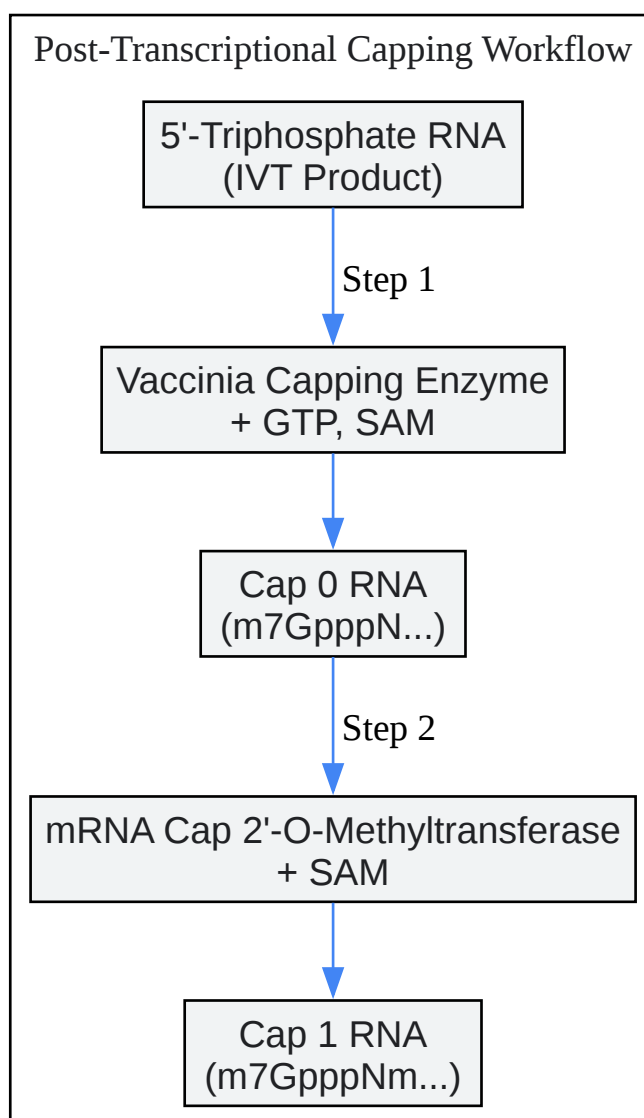 Post-Transcriptional Capping Workflow
5'-Triphosphate RNA
(IVT Product)
Step 1
Vaccinia Capping Enzyme
+ GTP, SAM
Cap 0 RNA
(m7GpppN...)
Step 2
mRNA Cap 2'-O-Methyltransferase
+ SAM
Cap 1 RNA
(m7GpppNm...)